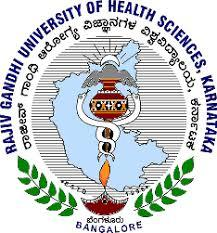 RAJIV GANDHI UNIVERSITY OF HEALTH SCIENCES, KARNATAKA
ರಾಜೀವ್ ಗಾಂಧಿ ಆರೋಗ್ಯ ವಿಜ್ಞಾನಗಳ ವಿಶ್ವವಿದ್ಯಾಲಯ, ಕರ್ನಾಟಕ
ಬೆಂಗಳೂರು
BANGALORE